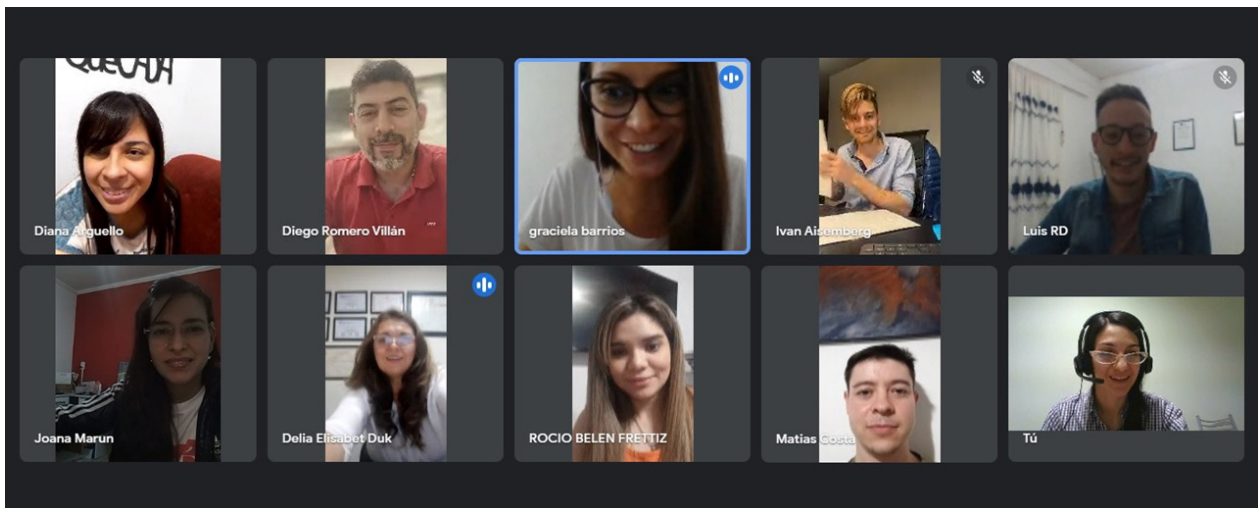 QueCADA
Diana Arguello
Diego Romero Villán
graciela barrios
Ivan Aisemberg
Luis RD
Joana Marun
Delia Elisabet Duk
ROCIO BELEN FRETTIZ
Matias Costa
Tú